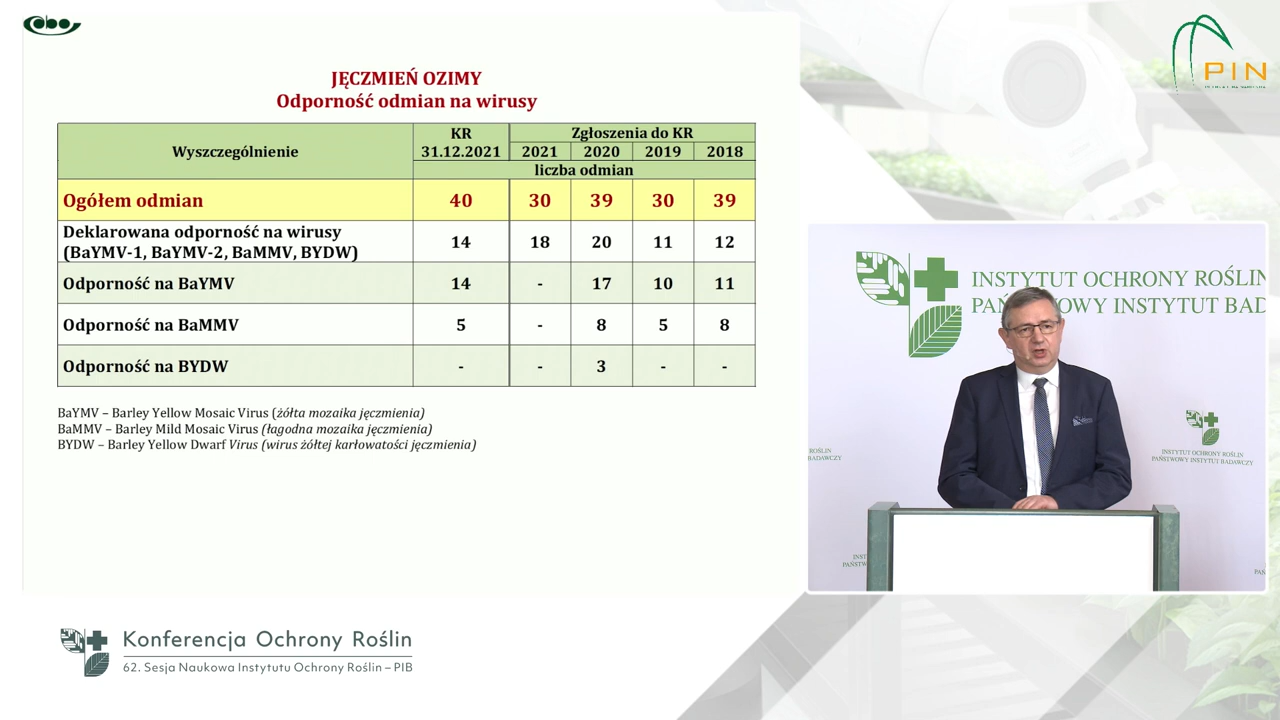 cobo
PIN
JĘCZMIEŃ OZIMY
Odporność odmian na wirusy
Wyszczególnienie
KR
31.12.2021
Zgłoszenia do KR
2021 2020 2019 2018
liczba odmian
Ogółem odmian 40 30 39 30 39
Deklarowana odporność na wirusy
(BaYMV-1, BaYMV-2, BaMMV, BYDW) 14 18 20 11 12
Odporność na BaYMV 14 - 17 10 11
Odporność na BaMMV 5 - 8 5 8
Odporność na BYDW - - 3 - -
BaYMV – Barley Yellow Mosaic Virus (żółta mozaika jęczmienia)
BaMMV – Barley Mild Mosaic Virus (łagodna mozaika jęczmienia)
BYDW – Barley Yellow Dwarf Virus (wirus żółtej karłowatości jęczmienia)
INSTYTUT OCHRONY ROŚLIN
PAŃSTWOWY INSTYTUT BAD
ROŚLIN
BADAWCZY
INSTYTUT OCHRONY ROŚLIN
PAŃSTWOWY INSTYTUT BADAWCZY
Konferencja Ochrony Roślin
62. Sesja Naukowa Instytutu Ochrony Roślin – PIB